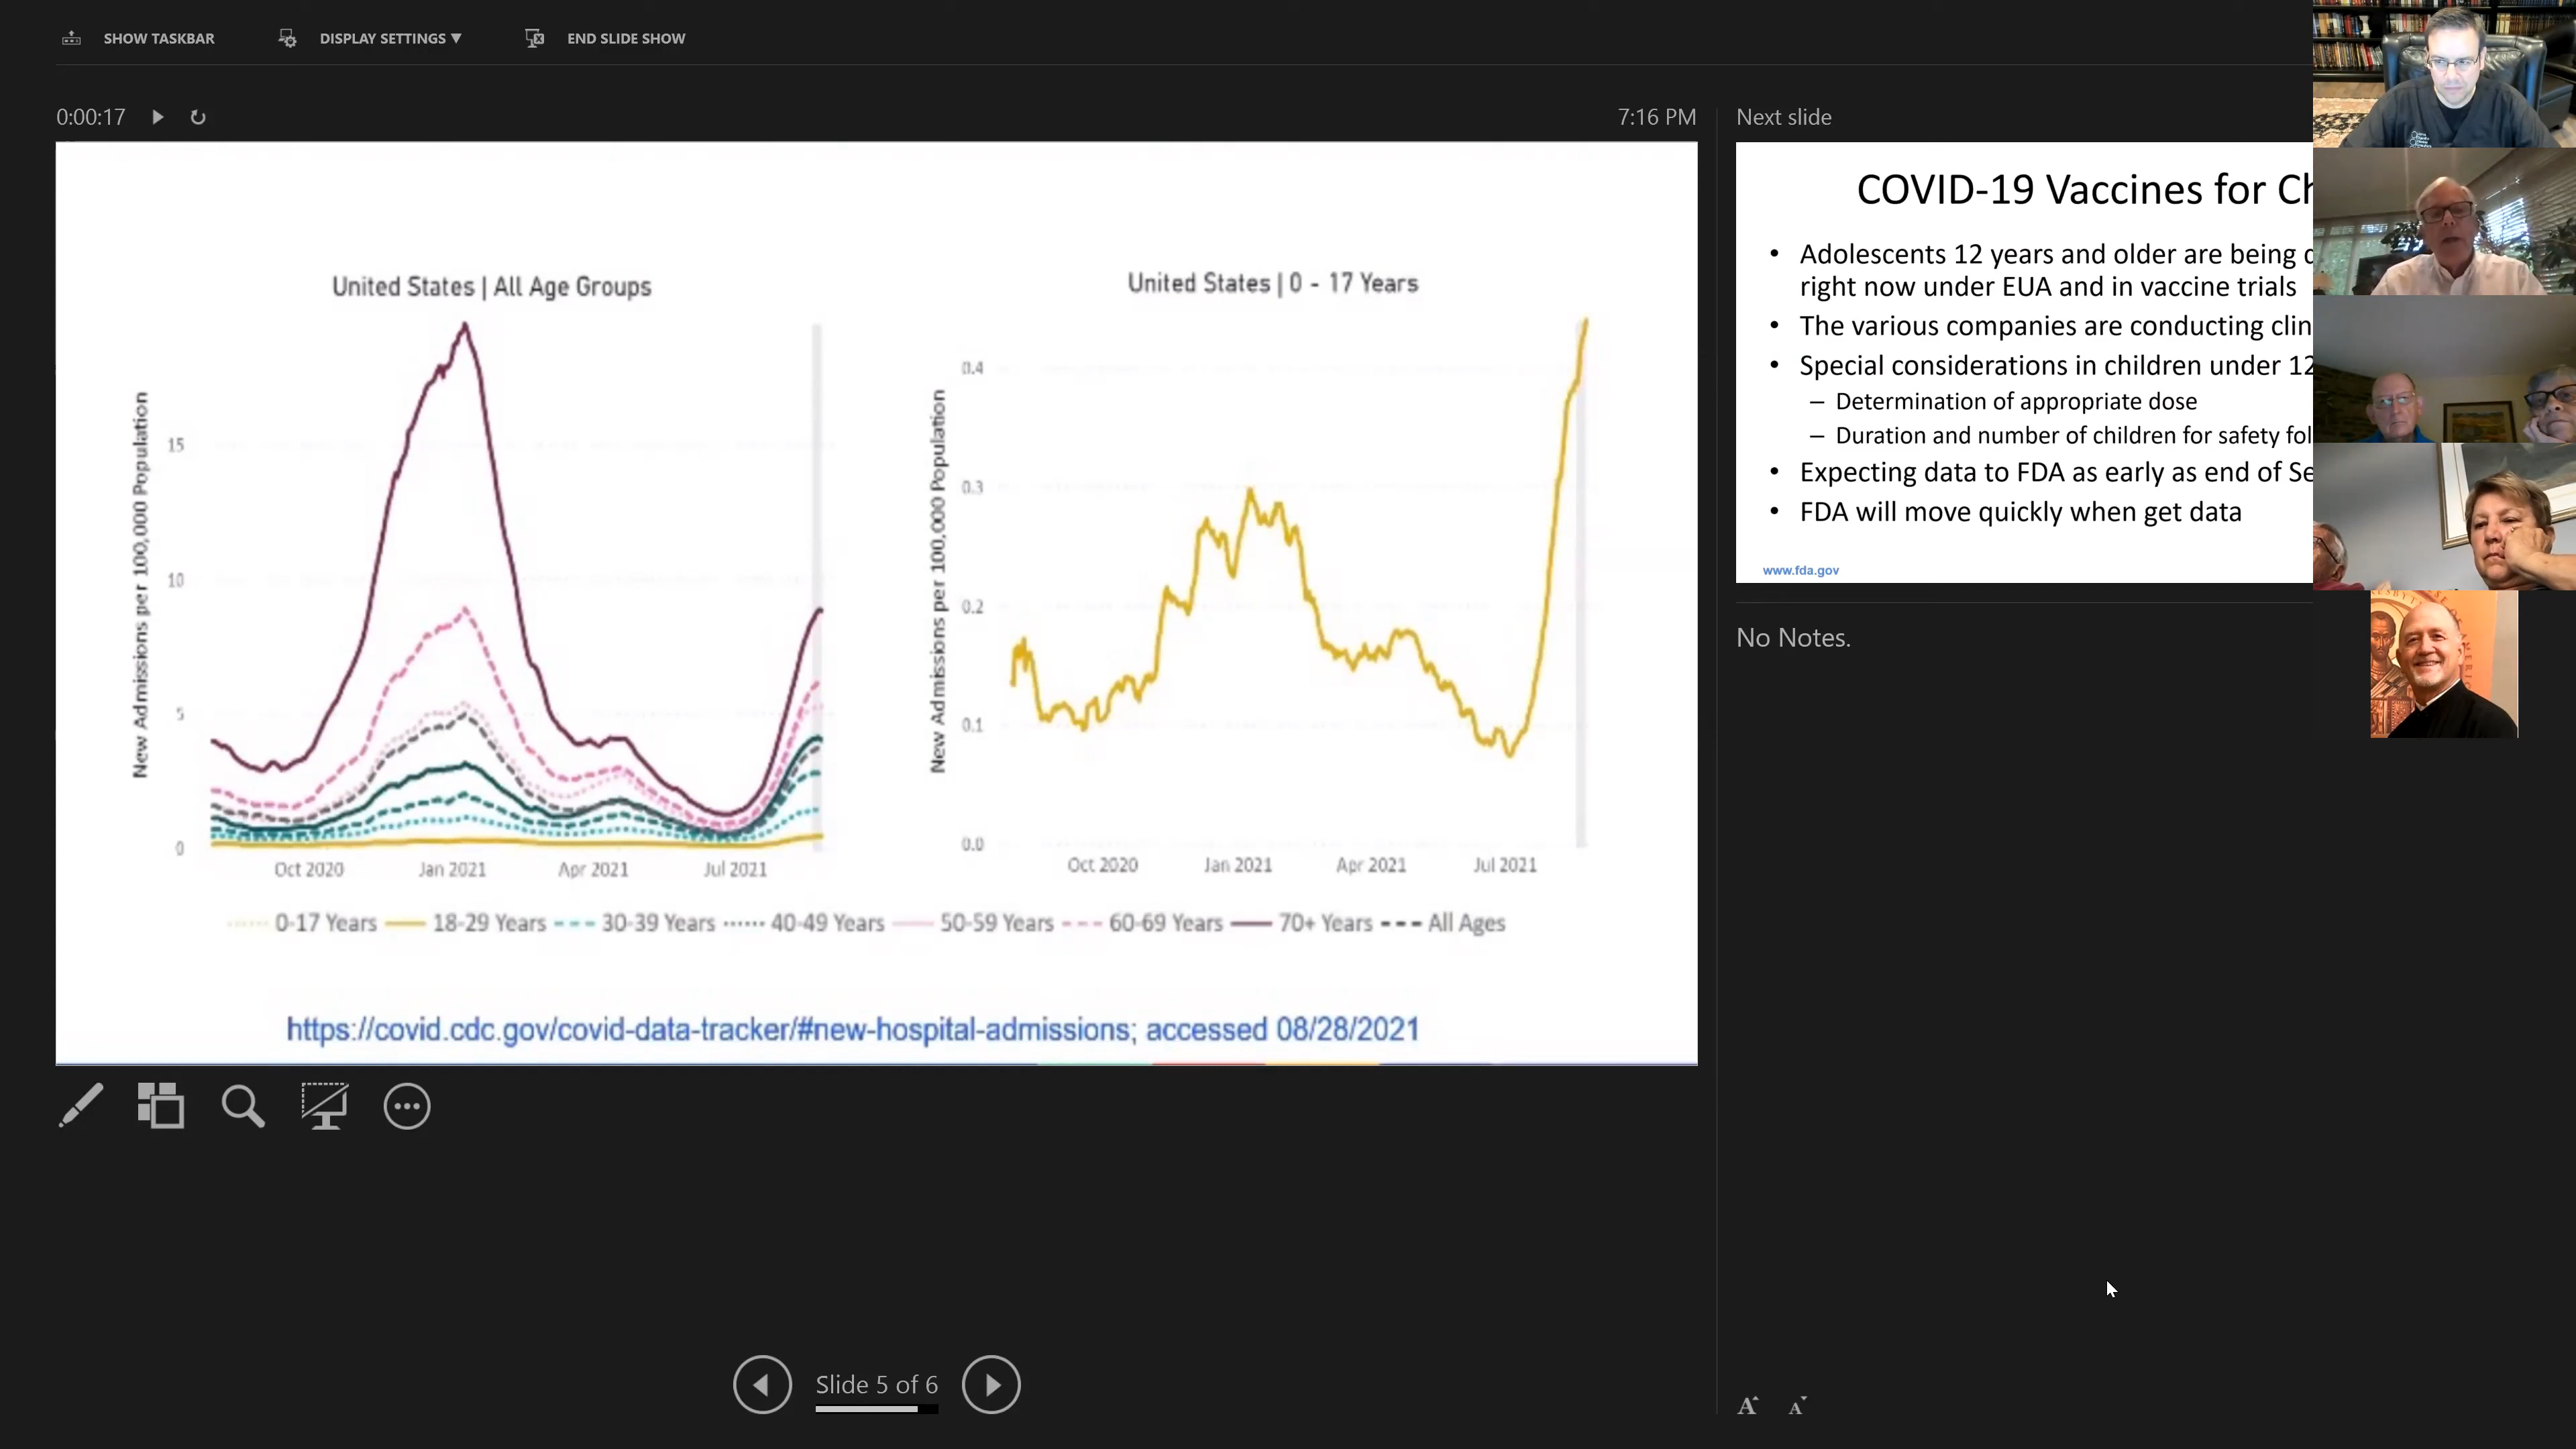 SHOW TASKBAR
DISPLAY SETTINGS ▼
END SLIDE SHOW
0:00:17
7:16 PM
United States | All Age Groups
New Admissions per 100,000 Population
15
10
5
0
Oct 2020 Jan 2021 Apr 2021 Jul 2021
United States | 0 - 17 Years
New Admissions per 100,000 Population
0.4
0.3
0.2
0.1
0.0
Oct 2020 Jan 2021 Apr 2021 Jul 2021
0-17 Years 18-29 Years 30-39 Years 40-49 Years 50-59 Years 60-69 Years 70+ Years All Ages
https://covid.cdc.gov/covid-data-tracker/#new-hospital-admissions; accessed 08/28/2021
Next slide
COVID-19 Vaccines for
• Adolescents 12 years and older are being
right now under EUA and in vaccine trials
• The various companies are conducting
• Special considerations in children under 12
– Determination of appropriate dose
– Duration and number of children for safety
• Expecting data to FDA as early as end of
• FDA will move quickly when get data
www.fda.gov
No Notes.
Slide 5 of 6
A A